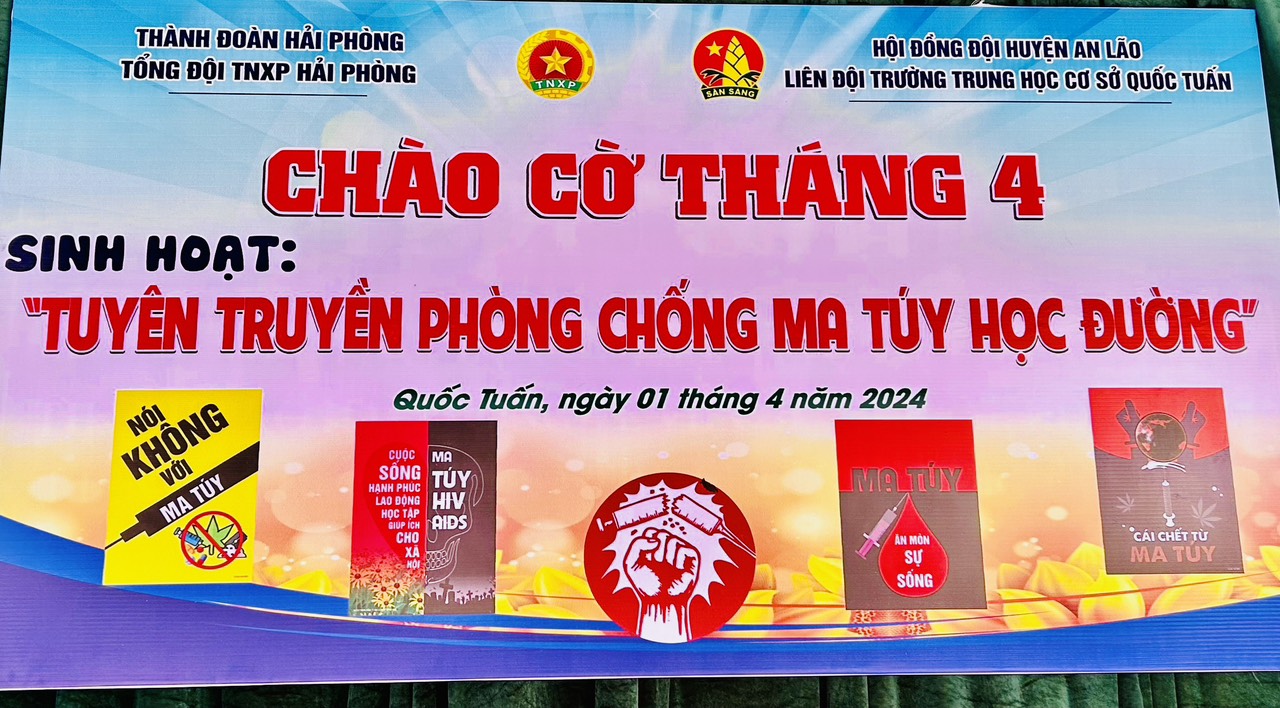 THÀNH ĐOÀN HẢI PHÒNG
TỔNG ĐỘI TNXP HẢI PHÒNG
TNXP
SẴN SÀNG
HỘI ĐỒNG ĐỘI HUYỆN AN LÃO
LIÊN ĐỘI TRƯỜNG TRUNG HỌC CƠ SỞ QUỐC TUẤN
CHÀO CỜ THÁNG 4
SINH HOẠT:
"TUYÊN TRUYỀN PHÒNG CHỐNG MA TÚY HỌC ĐƯỜNG"
Quốc Tuấn, ngày 01 tháng 4 năm 2024
NÓI
KHÔNG
VỚI
MA TÚY
CUỘC
SỐNG
HẠNH PHÚC
LAO ĐỘNG
HỌC TẬP
GIÚP ÍCH
CHO
XÃ
HỘI
MA
TÚY
HIV
AIDS
MA TÚY
ĂN MÒN
SỰ
SỐNG
CÁI CHẾT TỪ
MA TUY